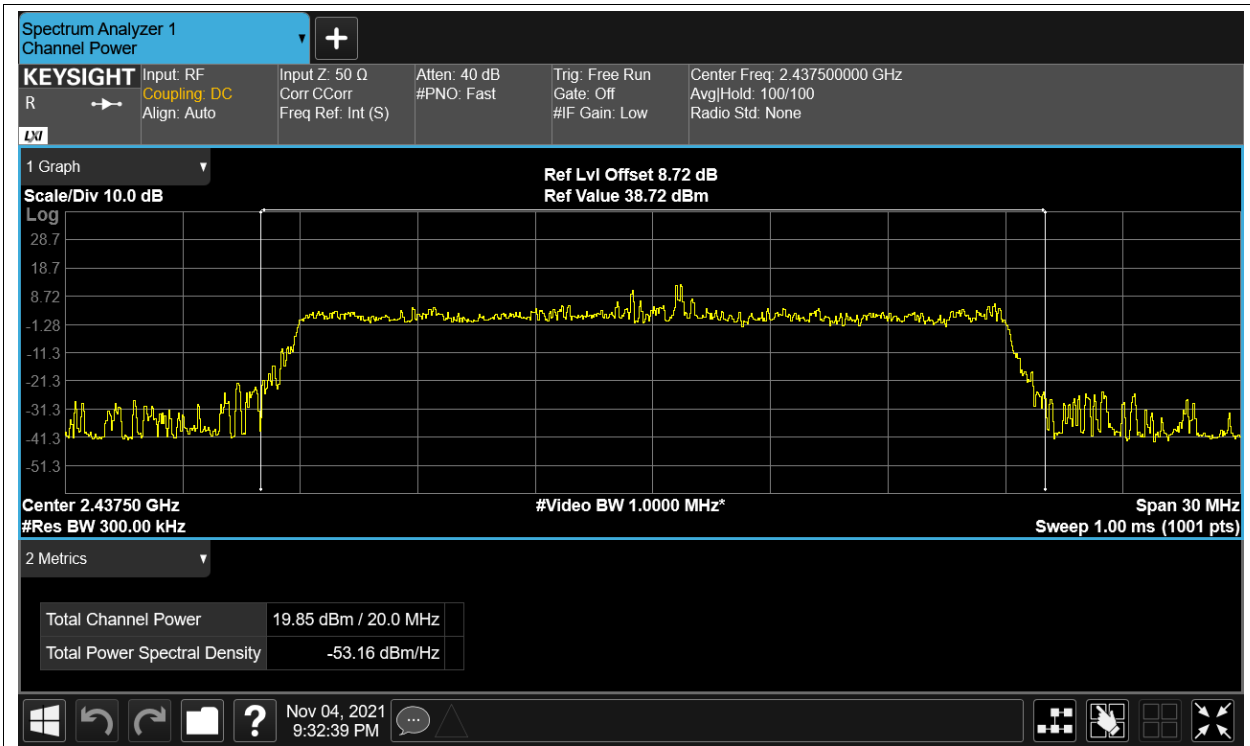 Spectrum Analyzer 1
Channel Power
▼
+
KEYSIGHT
R
LXI
Input: RF
Coupling: DC
Align: Auto
Input Z: 50 Ω
Corr CCorr
Freq Ref: Int (S)
Atten: 40 dB
#PNO: Fast
Trig: Free Run
Gate: Off
#IF Gain: Low
Center Freq: 2.437500000 GHz
Avg|Hold: 100/100
Radio Std: None
1 Graph
Scale/Div 10.0 dB
Ref Lvl Offset 8.72 dB
Ref Value 38.72 dBm
Log
28.7
18.7
8.72
-1.28
-11.3
-21.3
-31.3
-41.3
-51.3
Center 2.43750 GHz
#Video BW 1.0000 MHz*
Span 30 MHz
#Res BW 300.00 kHz
Sweep 1.00 ms (1001 pts)
2 Metrics
Total Channel Power 19.85 dBm / 20.0 MHz
Total Power Spectral Density -53.16 dBm/Hz
?
Nov 04, 2021
9:32:39 PM